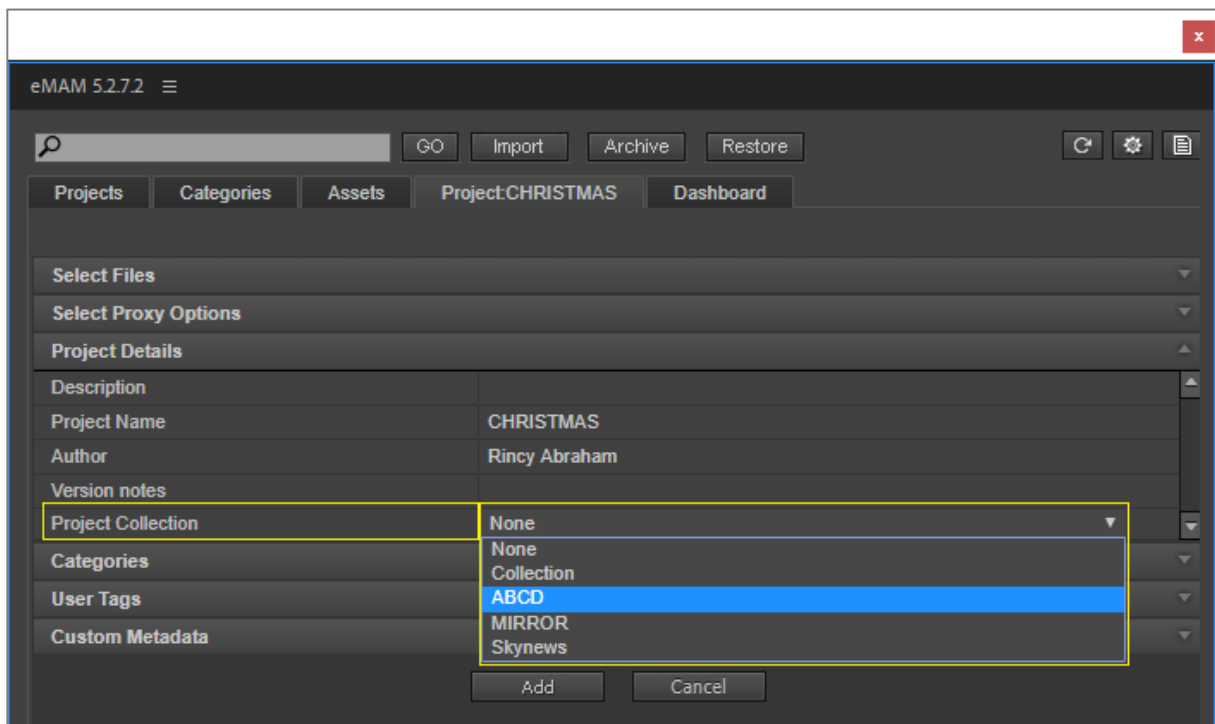 x
eMAM 5.2.7.2
GO Import Archive Restore
Projects Categories Assets Project:CHRISTMAS Dashboard
Select Files
Select Proxy Options
Project Details
Description
Project Name CHRISTMAS
Author Rincy Abraham
Version notes
Project Collection None
None
Collection
Categories
ABCD
User Tags
MIRROR
Custom Metadata
Skynews
Add Cancel